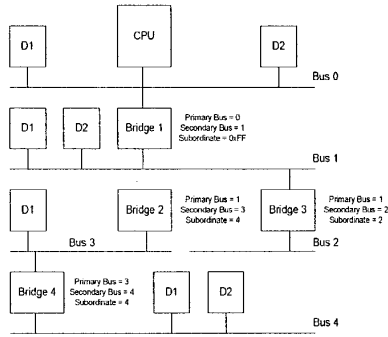 D1
CPU
D2
Bus 0
D1
D2
Bridge 1
Primary Bus = 0
Secondary Bus = 1
Subordinate = 0xFF
Bus 1
D1
Bridge 2
Primary Bus = 1
Secondary Bus = 3
Subordinate = 4
Bridge 3
Primary Bus = 1
Secondary Bus = 2
Subordinate = 2
Bus 3
Bus 2
Bridge 4
Primary Bus = 3
Secondary Bus = 4
Subordinate = 4
D1
D2
Bus 4